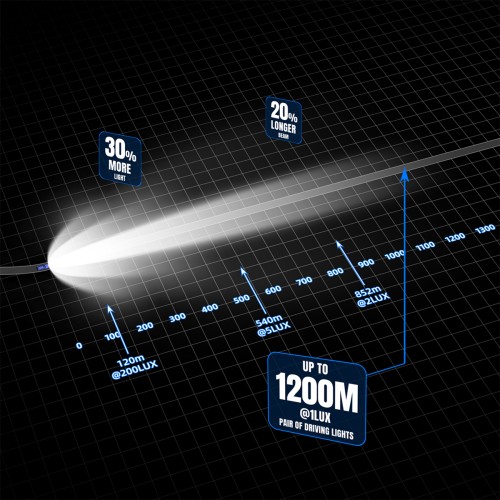 20%
LONGER
BEAM
30%
MORE
LIGHT
0
100
200
300
400
500
600
700
800
900
1000
1100
1200
1300
120m
@200LUX
540m
@5LUX
852m
@2LUX
UP TO
1200M
@1LUX
PAIR OF DRIVING LIGHTS